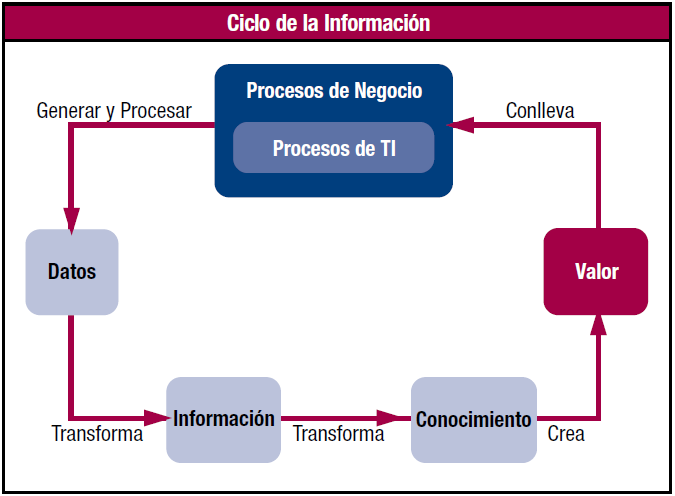 Ciclo de la Información
Procesos de Negocio
Generar y Procesar
Conlleva
Procesos de TI
Datos
Valor
Información
Conocimiento
Transforma
Transforma
Crea